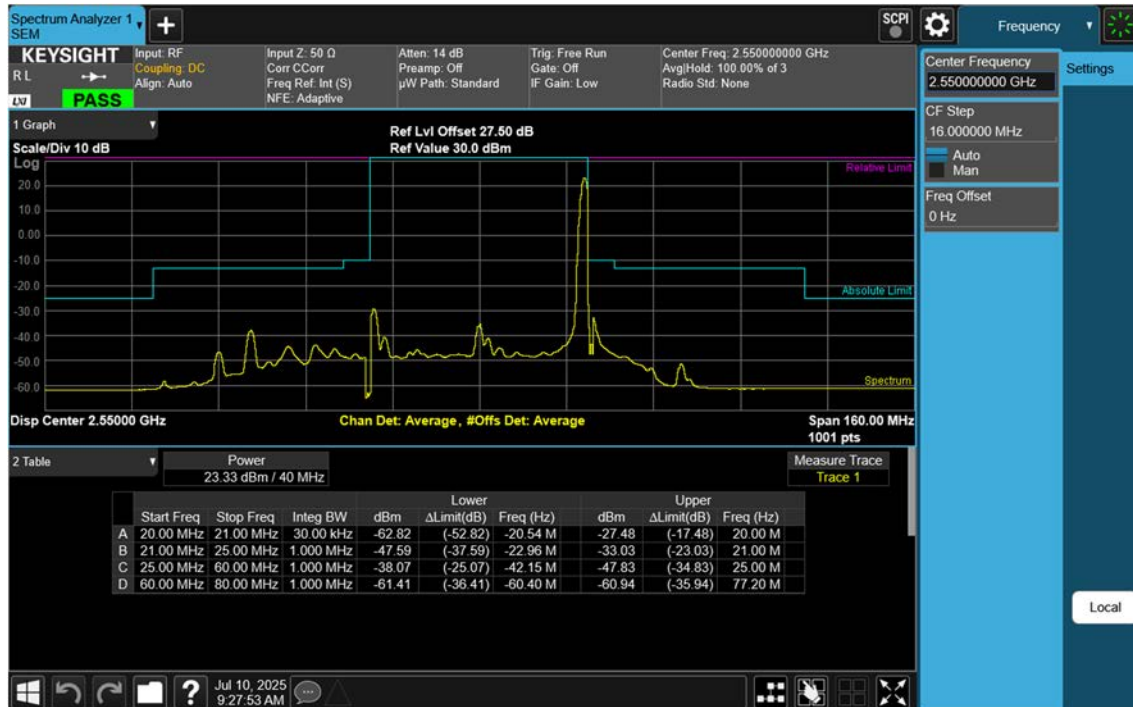 Spectrum Analyzer 1
SEM
SCPI
Frequency
KEYSIGHT
R L
LXI
PASS
Input: RF
Coupling: DC
Align: Auto
Input Z: 50 Ω
Corr CCorr
Freq Ref: Int (S)
NFE: Adaptive
Atten: 14 dB
Preamp: Off
µW Path: Standard
Trig: Free Run
Gate: Off
IF Gain: Low
Center Freq: 2.550000000 GHz
Avg|Hold: 100.00% of 3
Radio Std: None
Center Frequency
2.550000000 GHz
Settings
CF Step
16.000000 MHz
Auto
Man
Freq Offset
0 Hz
1 Graph
Scale/Div 10 dB
Ref Lvl Offset 27.50 dB
Ref Value 30.0 dBm
Log
Relative Limit
20.0
10.0
0.00
-10.0
-20.0
Absolute Limit
-30.0
-40.0
-50.0
-60.0
Spectrum
Disp Center 2.55000 GHz
Chan Det: Average, #Offs Det: Average
Span 160.00 MHz
1001 pts
2 Table
Power
23.33 dBm / 40 MHz
Measure Trace
Trace 1
Lower Upper
Start Freq Stop Freq Integ BW dBm ΔLimit(dB) Freq (Hz) dBm ΔLimit(dB) Freq (Hz)
A 20.00 MHz 21.00 MHz 30.00 kHz -62.82 (-52.82) -20.54 M -27.48 (-17.48) 20.00 M
B 21.00 MHz 25.00 MHz 1.000 MHz -47.59 (-37.59) -22.96 M -33.03 (-23.03) 21.00 M
C 25.00 MHz 60.00 MHz 1.000 MHz -38.07 (-25.07) -42.15 M -47.83 (-34.83) 25.00 M
D 60.00 MHz 80.00 MHz 1.000 MHz -61.41 (-36.41) -60.40 M -60.94 (-35.94) 77.20 M
Local
?
Jul 10, 2025
9:27:53 AM